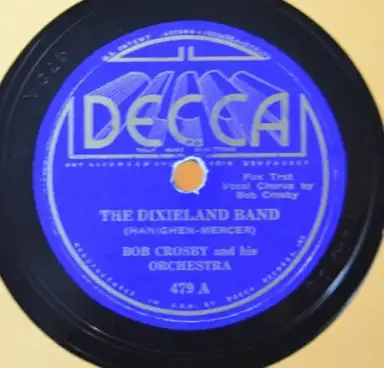 U.S. PATENT
DECCA
Fox Trot
Vocal Chorus by
Bob Crosby
THE DIXIELAND BAND
(HANIGHEN-MERCER)
BOB CROSBY and his
ORCHESTRA
479 A